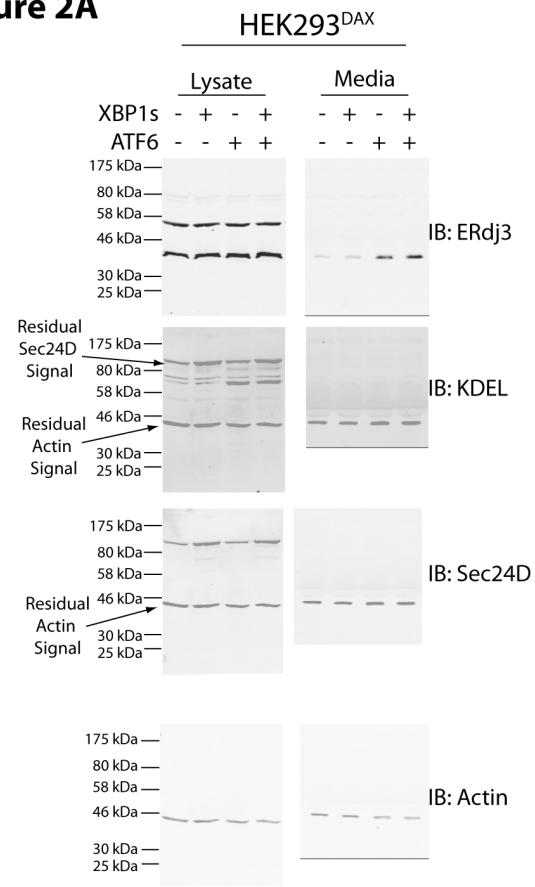 ure 2A
HEK293DAX
Lysate Media
XBP1s - + - + - + - +
ATF6 - - + + - - + +
175 kDa
80 kDa
58 kDa
46 kDa
30 kDa
25 kDa
IB: ERdj3
Residual
Sec24D
Signal
175 kDa
80 kDa
58 kDa
46 kDa
30 kDa
25 kDa
Residual
Actin
Signal
IB: KDEL
175 kDa
80 kDa
58 kDa
46 kDa
30 kDa
25 kDa
Residual
Actin
Signal
IB: Sec24D
175 kDa
80 kDa
58 kDa
46 kDa
30 kDa
25 kDa
IB: Actin